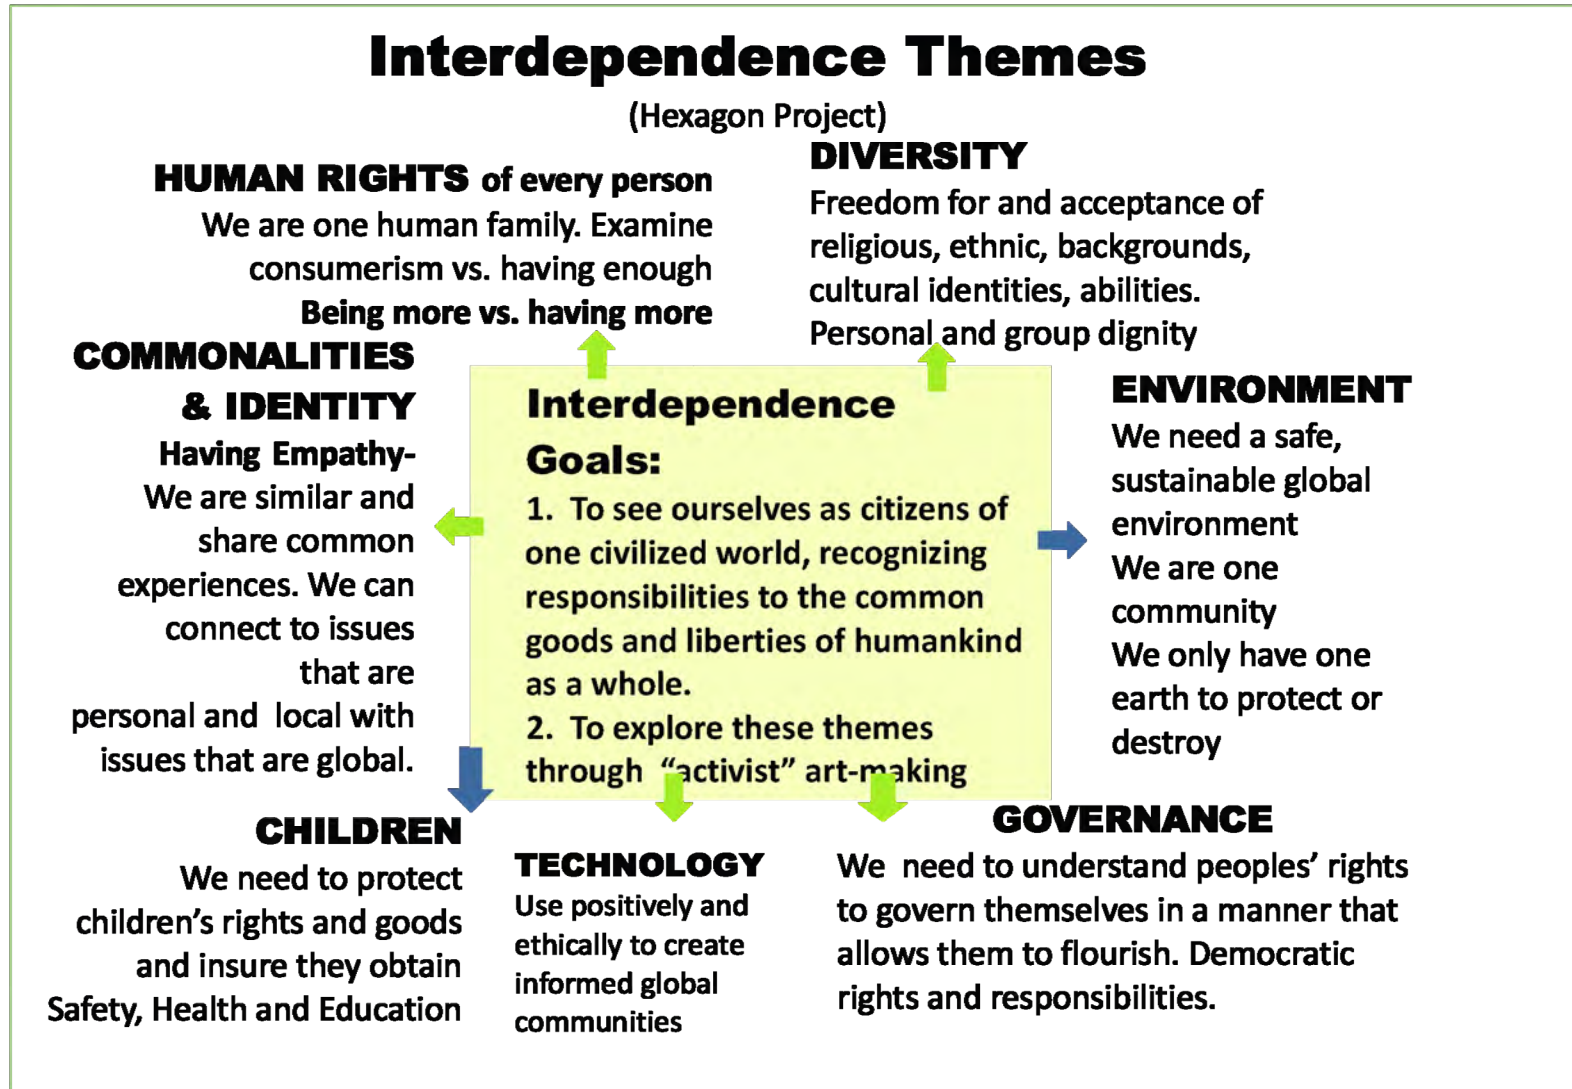 Interdependence Themes
(Hexagon Project)
HUMAN RIGHTS of every person
We are one human family. Examine
consumerism vs. having enough
Being more vs. having more
DIVERSITY
Freedom for and acceptance of
religious, ethnic, backgrounds,
cultural identities, abilities.
Personal and group dignity
COMMONALITIES
& IDENTITY
Having Empathy-
We are similar and
share common
experiences. We can
connect to issues
that are
personal and local with
issues that are global.
Interdependence
Goals:
1. To see ourselves as citizens of
one civilized world, recognizing
responsibilities to the common
goods and liberties of humankind
as a whole.
2. To explore these themes
through “activist” art-making
ENVIRONMENT
We need a safe,
sustainable global
environment
We are one
community
We only have one
earth to protect or
destroy
CHILDREN
We need to protect
children’s rights and goods
and insure they obtain
Safety, Health and Education
TECHNOLOGY
Use positively and
ethically to create
informed global
communities
GOVERNANCE
We need to understand peoples’ rights
to govern themselves in a manner that
allows them to flourish. Democratic
rights and responsibilities.